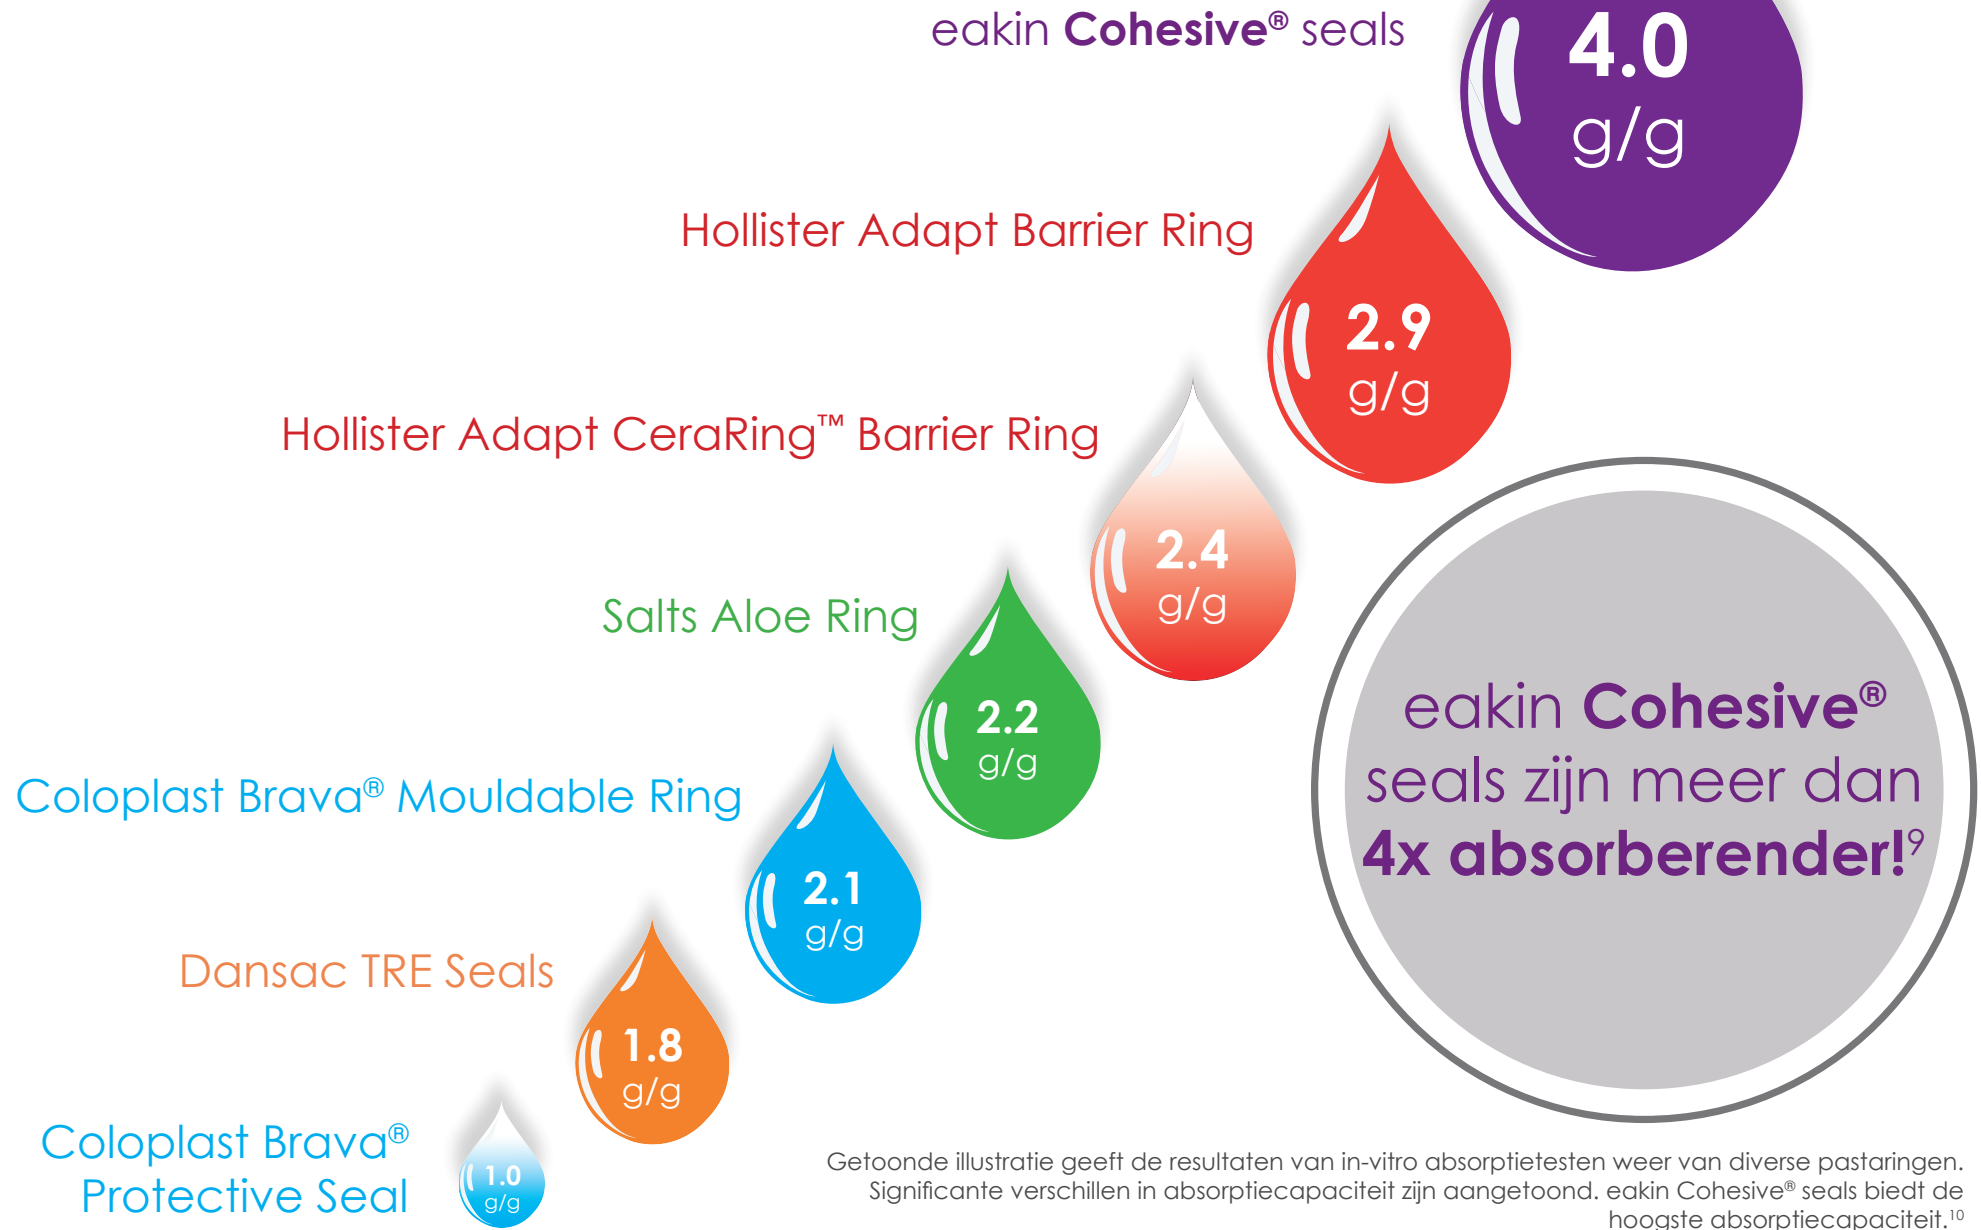 eakin Cohesive® seals
4.0
g/g
Hollister Adapt Barrier Ring
2.9
g/g
Hollister Adapt CeraRing™ Barrier Ring
2.4
g/g
Salts Aloe Ring
2.2
g/g
Coloplast Brava® Mouldable Ring
2.1
g/g
Dansac TRE Seals
1.8
g/g
Coloplast Brava®
Protective Seal
1.0
g/g
eakin Cohesive®
seals zijn meer dan
4x absorberender!⁹
Getoonde illustratie geeft de resultaten van in-vitro absorptietesten weer van diverse pastaringen.
Significante verschillen in absorptiecapaciteit zijn aangetoond. eakin Cohesive® seals biedt de
hoogste absorptiecapaciteit.¹⁰